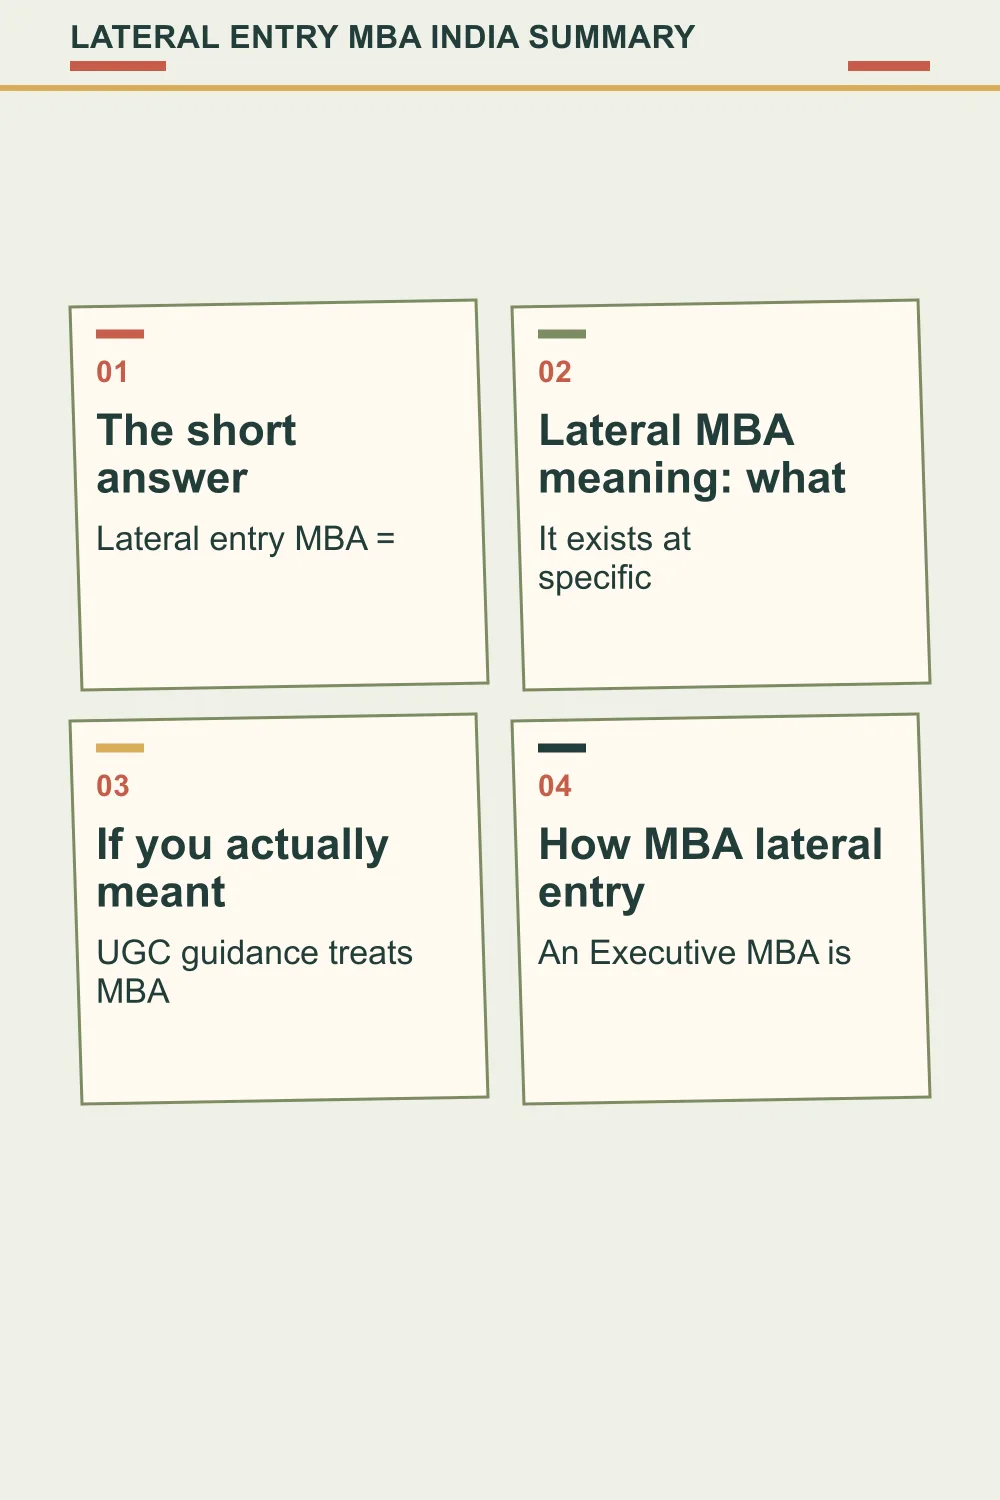 LATERAL ENTRY MBA INDIA SUMMARY
01
The short
answer
Lateral entry MBA =
02
Lateral MBA
meaning: what
It exists at
specific
03
If you actually
meant
UGC guidance treats
MBA
04
How MBA lateral
entry
An Executive MBA is